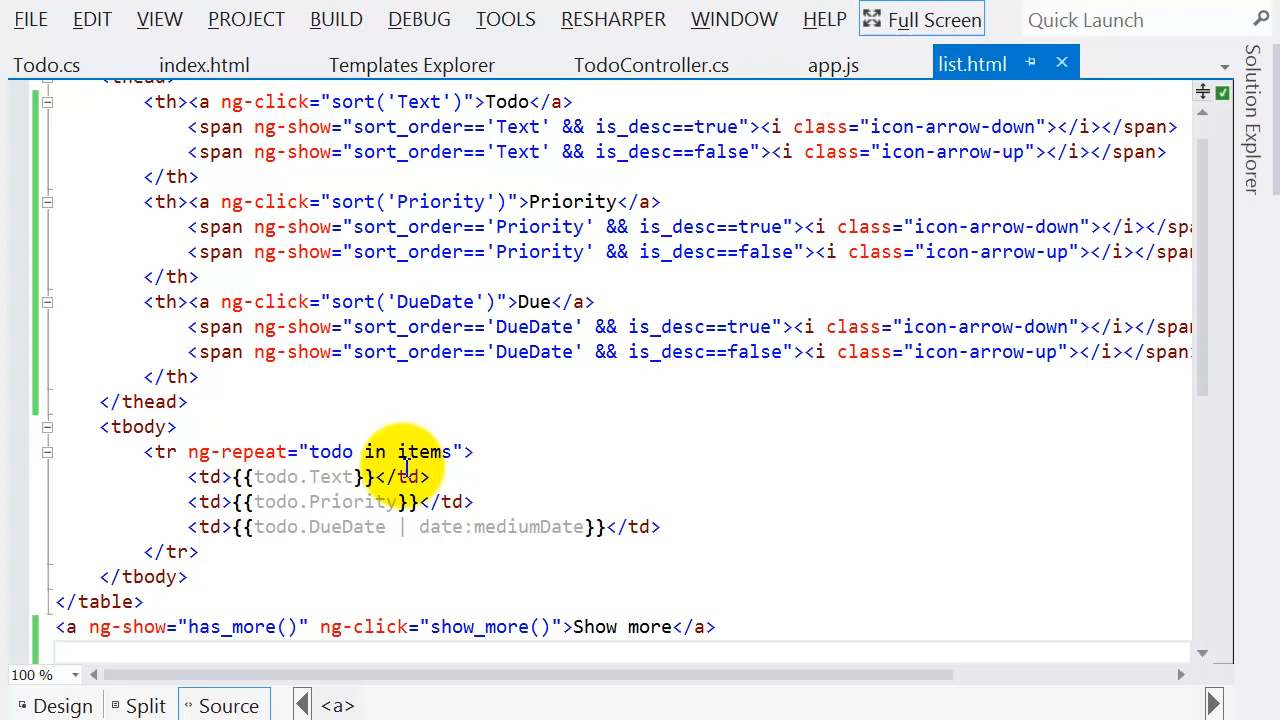 FILE EDIT VIEW PROJECT BUILD DEBUG TOOLS RESHARPER WINDOW HELP Full Screen Quick Launch
Todo.cs index.html Templates Explorer TodoController.cs app.js list.html
Solution Explorer
<th><a ng-click="sort('Text')">Todo</a>
<span ng-show="sort_order=='Text' && is_desc==true"><i class="icon-arrow-down"></i></span>
<span ng-show="sort_order=='Text' && is_desc==false"><i class="icon-arrow-up"></i></span>
</th>
<th><a ng-click="sort('Priority')">Priority</a>
<span ng-show="sort_order=='Priority' && is_desc==true"><i class="icon-arrow-down"></i></spa
<span ng-show="sort_order=='Priority' && is_desc==false"><i class="icon-arrow-up"></i></span
</th>
<th><a ng-click="sort('DueDate')">Due</a>
<span ng-show="sort_order=='DueDate' && is_desc==true"><i class="icon-arrow-down"></i></span
<span ng-show="sort_order=='DueDate' && is_desc==false"><i class="icon-arrow-up"></i></span>
</th>
</thead>
<tbody>
<tr ng-repeat="todo in items">
<td>{{todo.Text}}</td>
<td>{{todo.Priority}}</td>
<td>{{todo.DueDate | date:mediumDate}}</td>
</tr>
</tbody>
</table>
<a ng-show="has_more()" ng-click="show_more()">Show more</a>
100 %
Design Split Source <a>